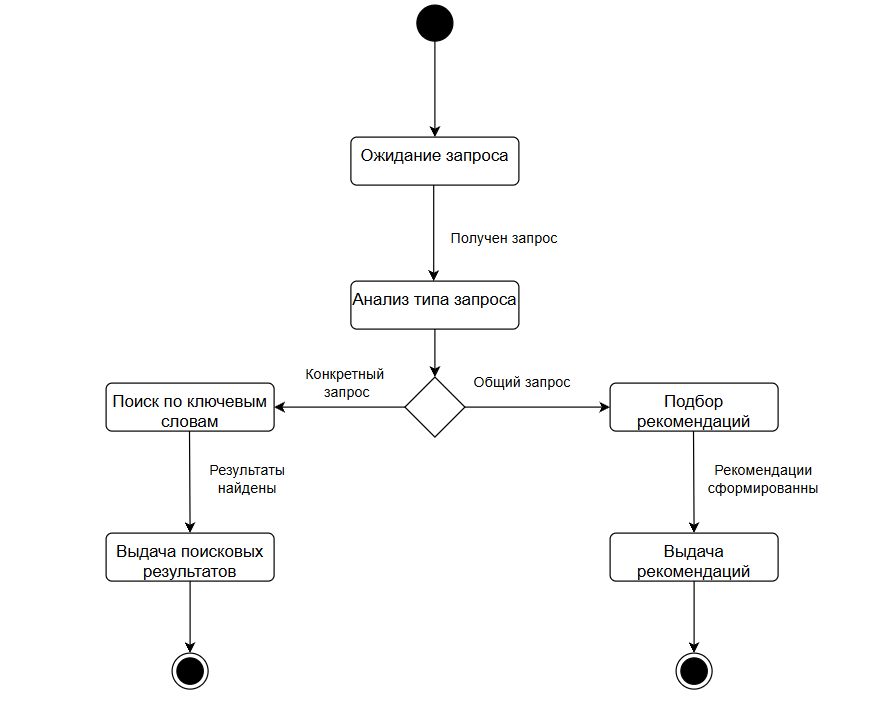 Ожидание запроса
Получен запрос
Анализ типа запроса
Конкретный
запрос
Общий запрос
Поиск по ключевым
словам
Подбор
рекомендаций
Результаты
найдены
Рекомендации
сформированны
Выдача поисковых
результатов
Выдача
рекомендаций